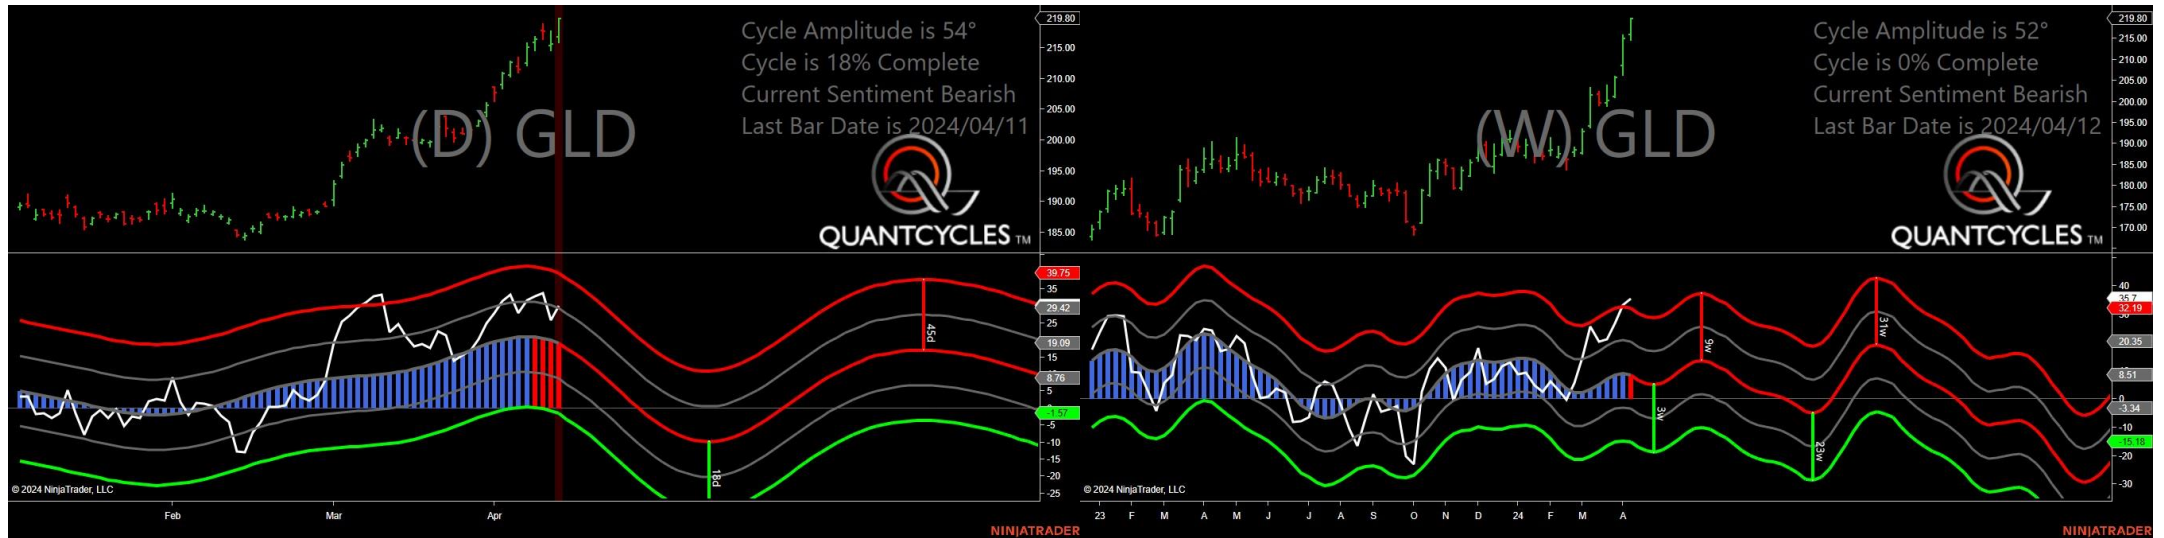 Cycle Amplitude is 54°
Cycle is 18% Complete
Current Sentiment Bearish
Last Bar Date is 2024/04/11
(D) GLD
QUANTCYCLES TM
219.80
215.00
210.00
205.00
200.00
195.00
190.00
185.00
39.75
35
29.42
25
19.09
15
8.76
5
-1.57
-5
-10
-15
-20
-25
45d
18d
© 2024 NinjaTrader, LLC
Feb Mar Apr
NINJATRADER
Cycle Amplitude is 52°
Cycle is 0% Complete
Current Sentiment Bearish
Last Bar Date is 2024/04/12
(W) GLD
QUANTCYCLES TM
219.80
215.00
210.00
205.00
200.00
195.00
190.00
185.00
180.00
175.00
170.00
40
35.7
32.19
30
20.35
8.51
0
-3.34
-10
-15.18
-20
-30
9w
31w
3w
23w
© 2024 NinjaTrader, LLC
23 F M A M J J A S O N D 24 F M A
NINJATRADER